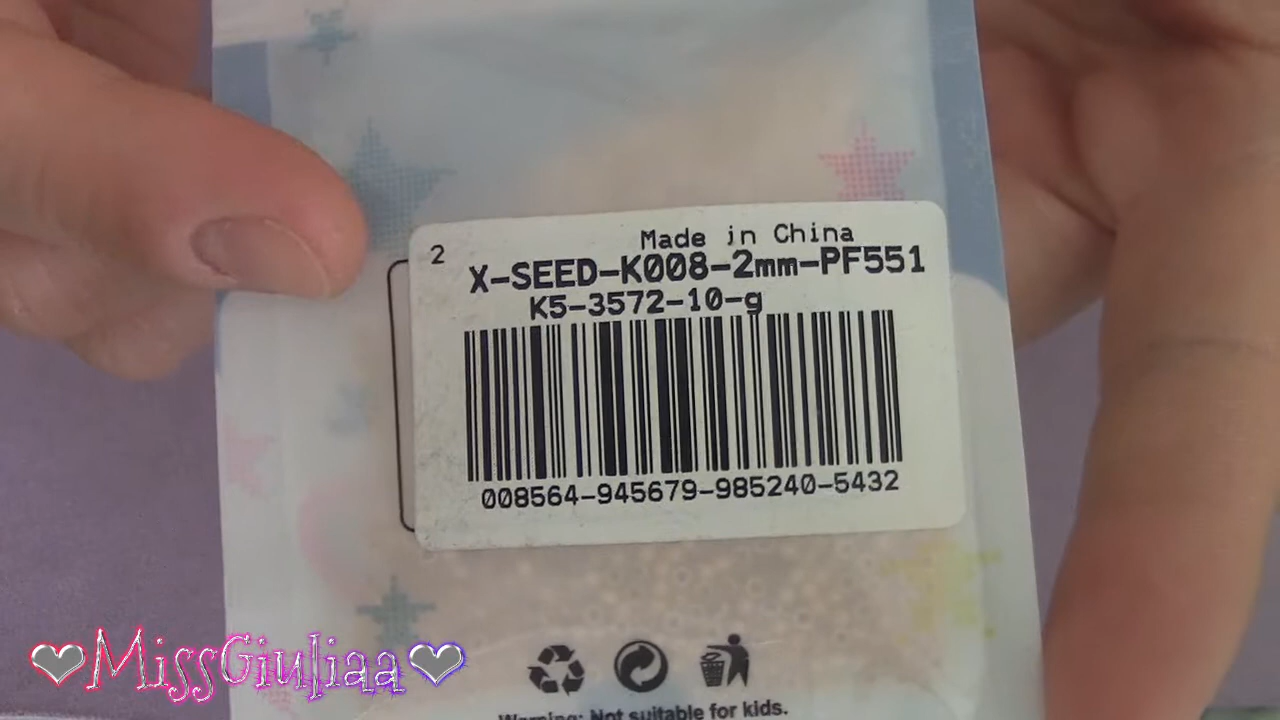 Made in China
2
X-SEED-K008-2mm-PF551
K5-3572-10-g
008564-945679-985240-5432
Warning: Not suitable for kids.
❤MissGiuliaa❤